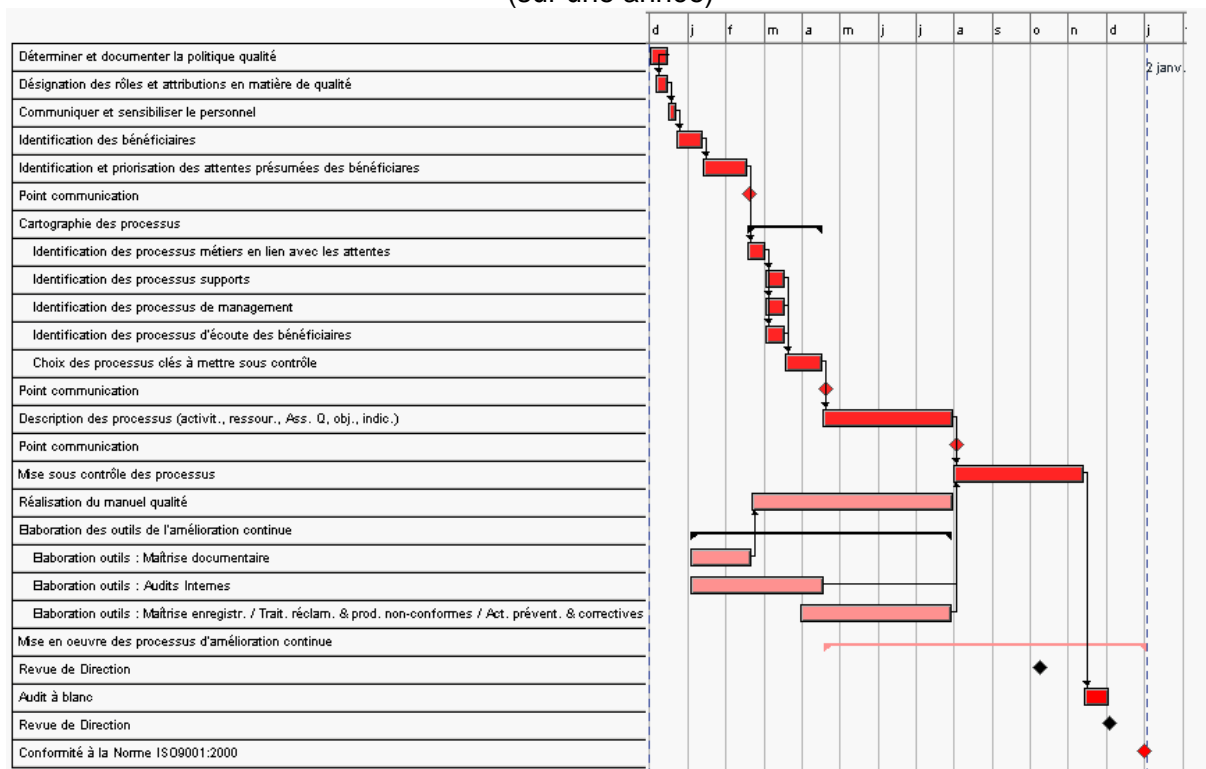 (sur une année)
d j f m a m j j a s o n d j
2 janv.
Déterminer et documenter la politique qualité
Désignation des rôles et attributions en matière de qualité
Communiquer et sensibiliser le personnel
Identification des bénéficiaires
Identification et priorisation des attentes présumées des bénéficiares
Point communication
Cartographie des processus
Identification des processus métiers en lien avec les attentes
Identification des processus supports
Identification des processus de management
Identification des processus d'écoute des bénéficiaires
Choix des processus clés à mettre sous contrôle
Point communication
Description des processus (activit., ressour., Ass. Q, obj., indic.)
Point communication
Mise sous contrôle des processus
Réalisation du manuel qualité
Elaboration des outils de l'amélioration continue
Elaboration outils : Maîtrise documentaire
Elaboration outils : Audits Internes
Elaboration outils : Maîtrise enregistr. / Trait. réclam. & prod. non-conformes / Act. prévent. & correctives
Mise en oeuvre des processus d'amélioration continue
Revue de Direction
Audit à blanc
Revue de Direction
Conformité à la Norme ISO9001:2000